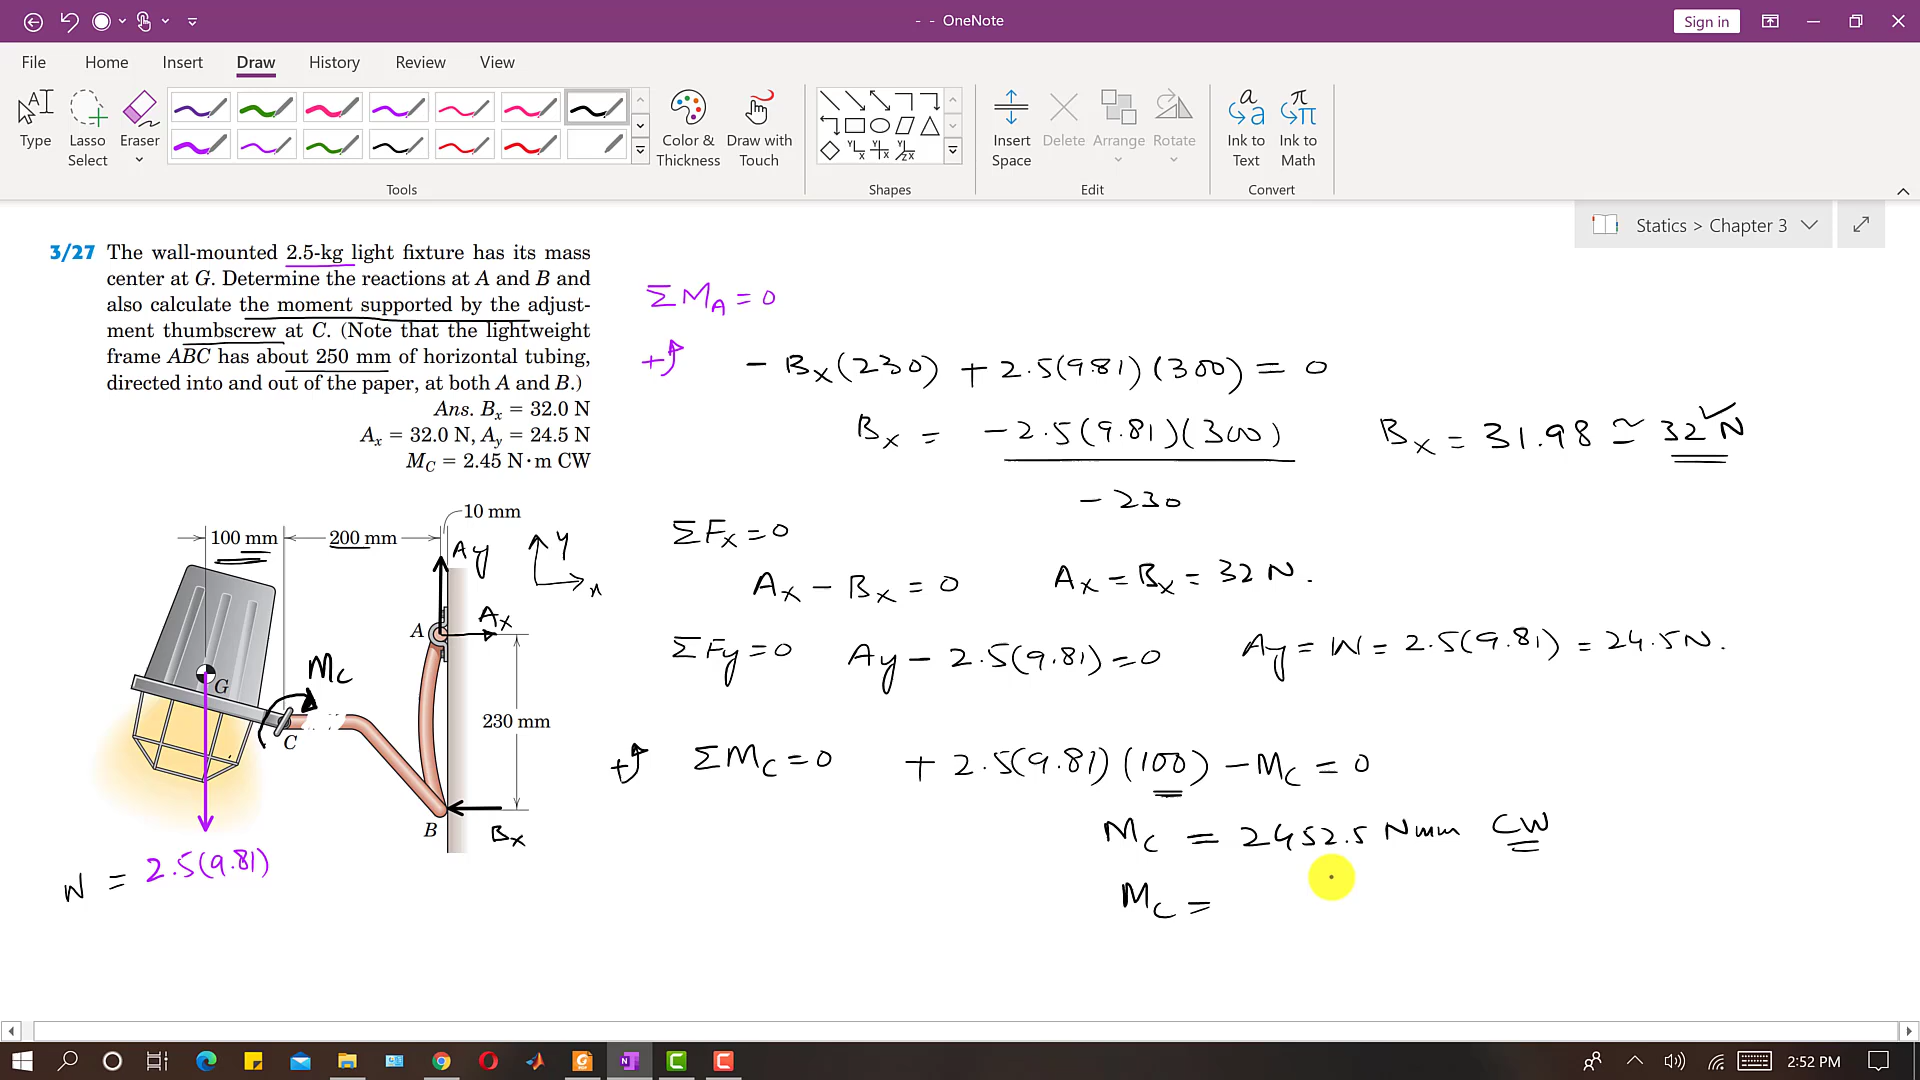 - - OneNote
Sign in
File Home Insert Draw History Review View
Type
Lasso Select
Eraser
Color & Thickness
Draw with Touch
Insert Space
Delete
Arrange
Rotate
Ink to Text
Ink to Math
Tools
Shapes
Edit
Convert
Statics > Chapter 3
3/27 The wall-mounted 2.5-kg light fixture has its mass
center at G. Determine the reactions at A and B and
also calculate the moment supported by the adjust-
ment thumbscrew at C. (Note that the lightweight
frame ABC has about 250 mm of horizontal tubing,
directed into and out of the paper, at both A and B.)
Ans. Bx = 32.0 N
Ax = 32.0 N, Ay = 24.5 N
MC = 2.45 N·m CW
10 mm
100 mm
200 mm
Ay
y
x
A
Ax
G
Mc
C
230 mm
B
Bx
W = 2.5(9.81)
ΣMA = 0
+
- Bx(230) + 2.5(9.81)(300) = 0
Bx = -2.5(9.81)(300)
-230
Bx = 31.98 ≃ 32 N
ΣFx = 0
Ax - Bx = 0
Ax = Bx = 32 N.
ΣFy = 0
Ay - 2.5(9.81) = 0
Ay = W = 2.5(9.81) = 24.5 N.
+
ΣMc = 0
+ 2.5(9.81)(100) - Mc = 0
Mc = 2452.5 Nmm CW
Mc =
2:52 PM